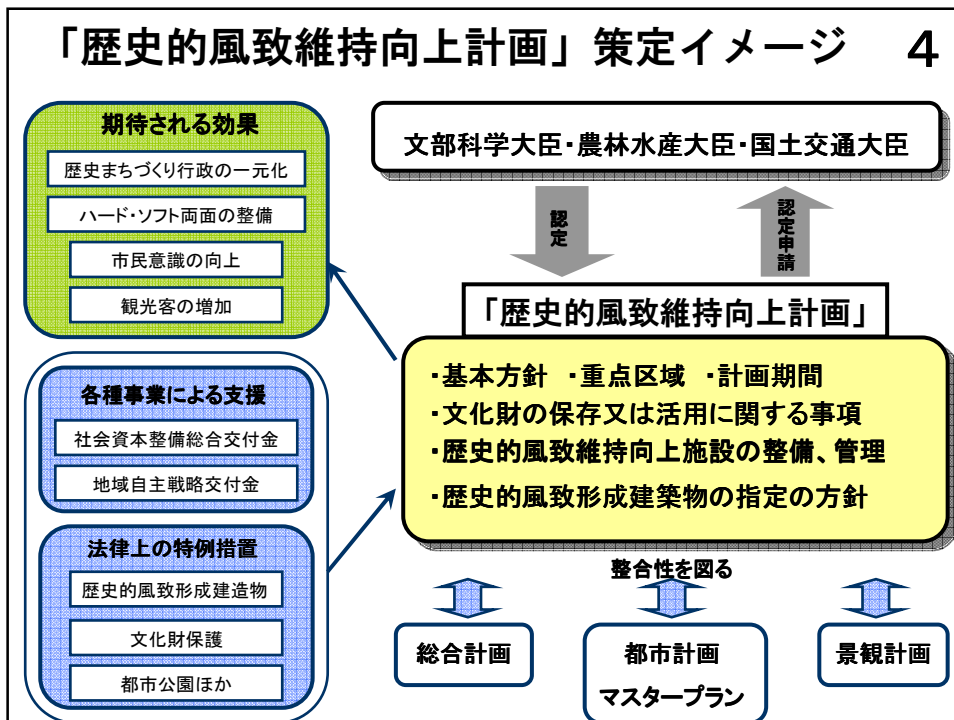 「歴史的風致維持向上計画」策定イメージ　４
期待される効果
歴史まちづくり行政の一元化
ハード・ソフト両面の整備
市民意識の向上
観光客の増加
各種事業による支援
社会資本整備総合交付金
地域自主戦略交付金
法律上の特例措置
歴史的風致形成建造物
文化財保護
都市公園ほか
文部科学大臣・農林水産大臣・国土交通大臣
認定
認定申請
「歴史的風致維持向上計画」
・基本方針　・重点区域　・計画期間
・文化財の保存又は活用に関する事項
・歴史的風致維持向上施設の整備、管理
・歴史的風致形成建築物の指定の方針
整合性を図る
総合計画
都市計画
マスタープラン
景観計画